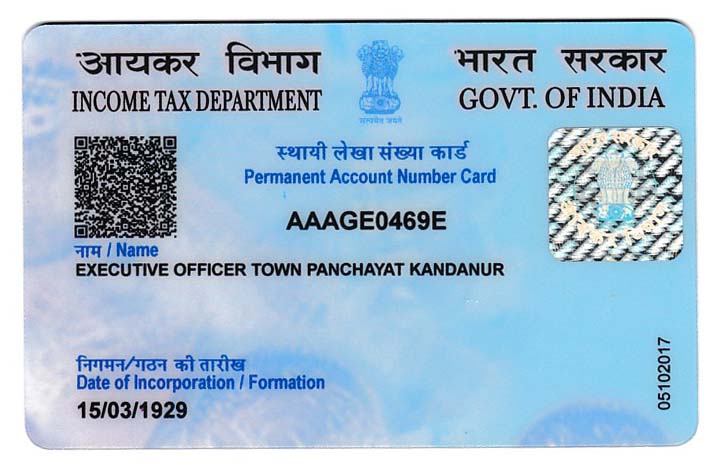 आयकर विभाग
INCOME TAX DEPARTMENT
सत्यमेव जयते
भारत सरकार
GOVT. OF INDIA
स्थायी लेखा संख्या कार्ड
Permanent Account Number Card
AAAGE0469E
नाम / Name
EXECUTIVE OFFICER TOWN PANCHAYAT KANDANUR
निगमन/गठन की तारीख
Date of Incorporation / Formation
15/03/1929
05102017